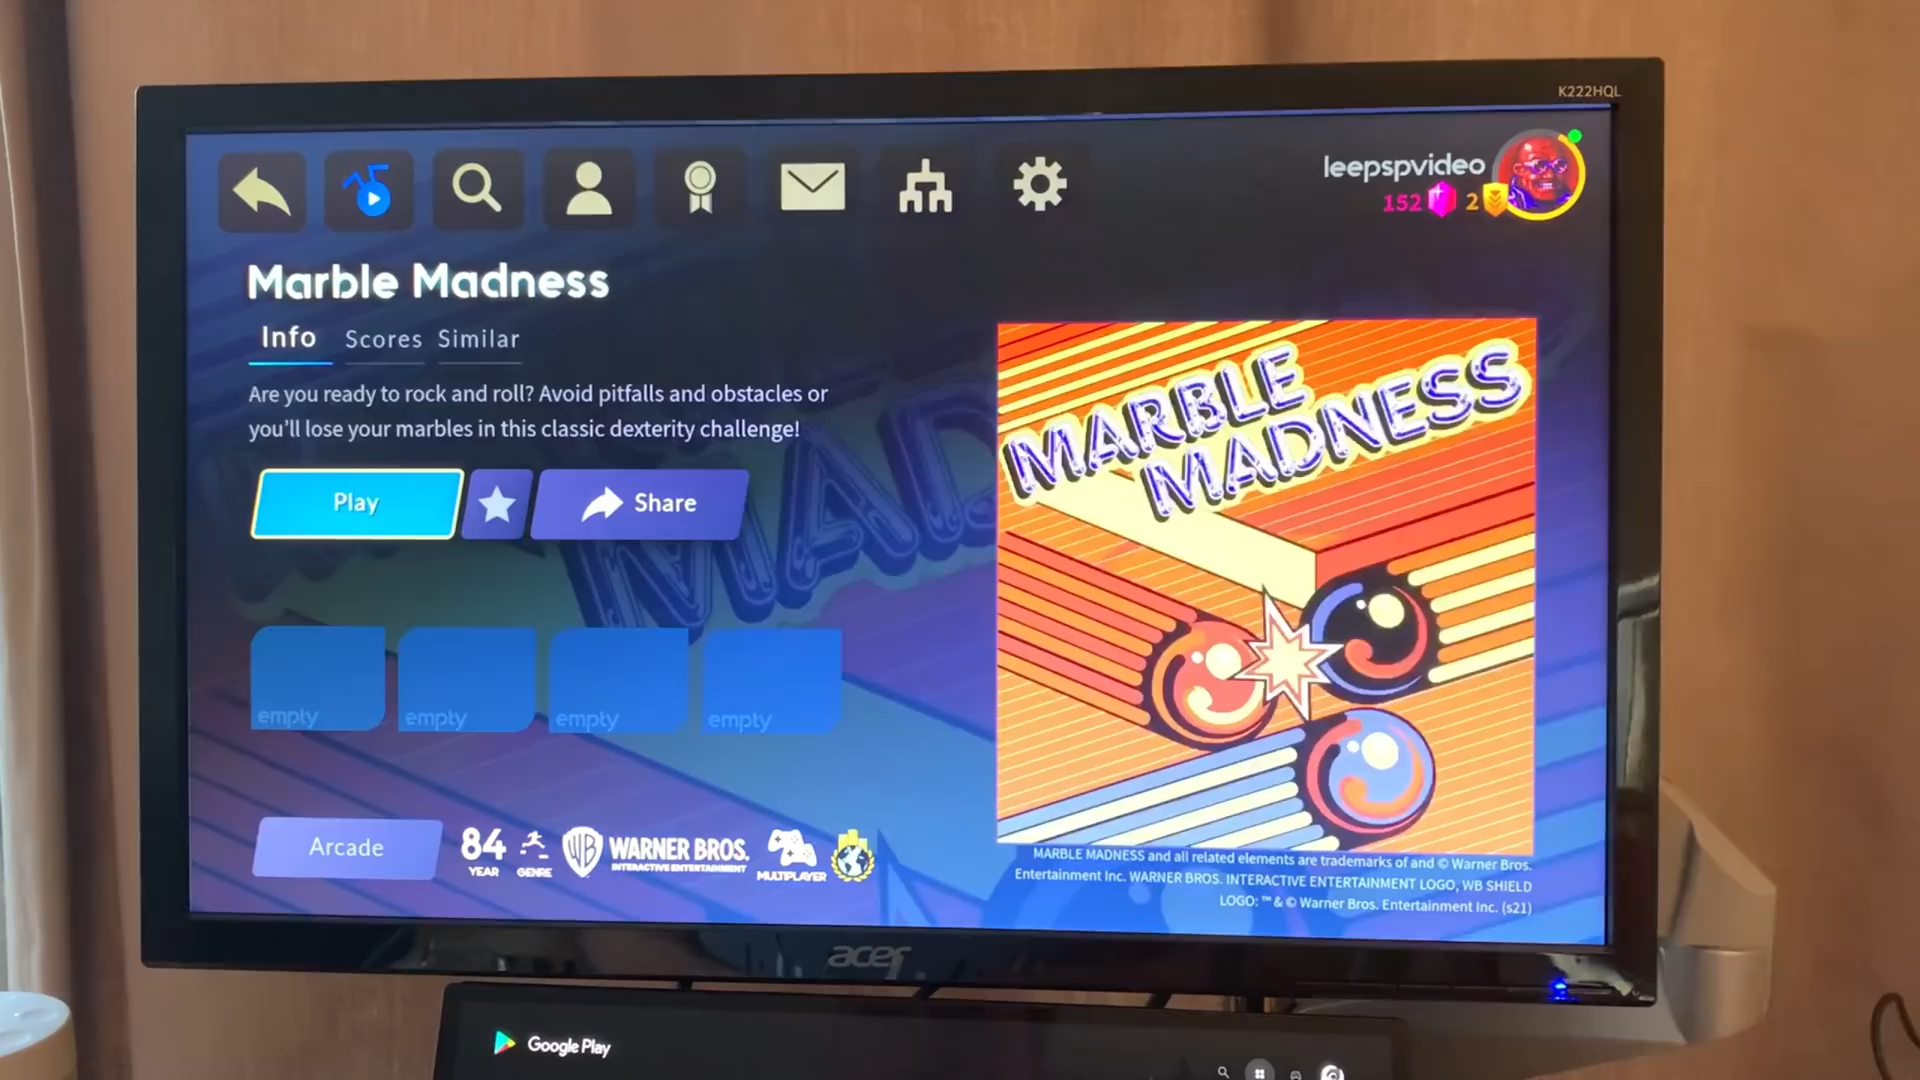 K222HQL
leepspvideo
152 2
Marble Madness
Info Scores Similar
Are you ready to rock and roll? Avoid pitfalls and obstacles or
you'll lose your marbles in this classic dexterity challenge!
Play Share
empty empty empty empty
MARBLE
MADNESS
Arcade
84
YEAR
GENRE
WB
WARNER BROS.
INTERACTIVE ENTERTAINMENT
MULTIPLAYER
MARBLE MADNESS and all related elements are trademarks of and © Warner Bros.
Entertainment Inc. WARNER BROS. INTERACTIVE ENTERTAINMENT LOGO, WB SHIELD
LOGO: ™ & © Warner Bros. Entertainment Inc. (s21)
acer
Google Play